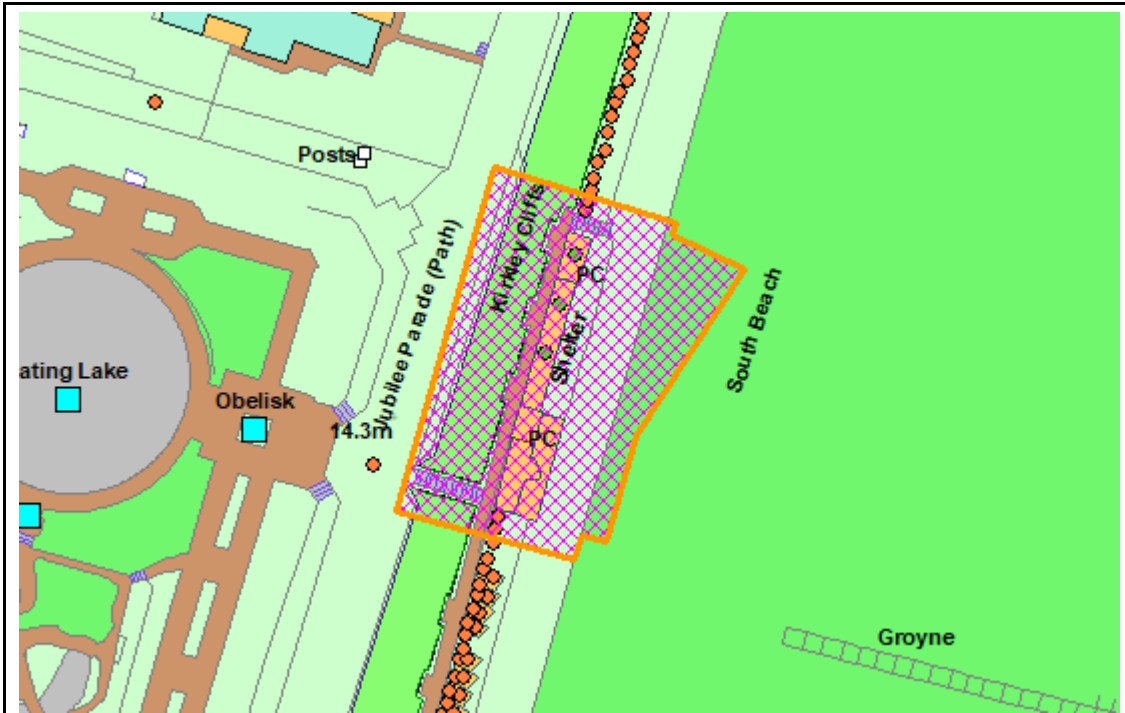 Posts
Kirkley Cliffs
Jubilee Parade (Path)
PC
Shelter
South Beach
ating Lake
Obelisk
14.3m
PC
Groyne